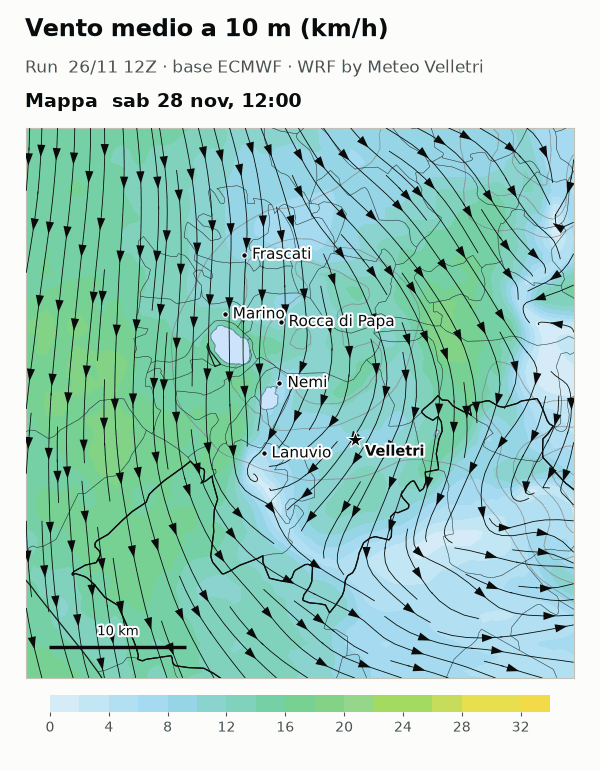 Vento medio a 10 m (km/h)
Run  26/11 12Z · base ECMWF · WRF by Meteo Velletri
Mappa  sab 28 nov, 12:00
Frascati
Marino
Rocca di Papa
Nemi
Velletri
Lanuvio
10 km
0 4 8 12 16 20 24 28 32